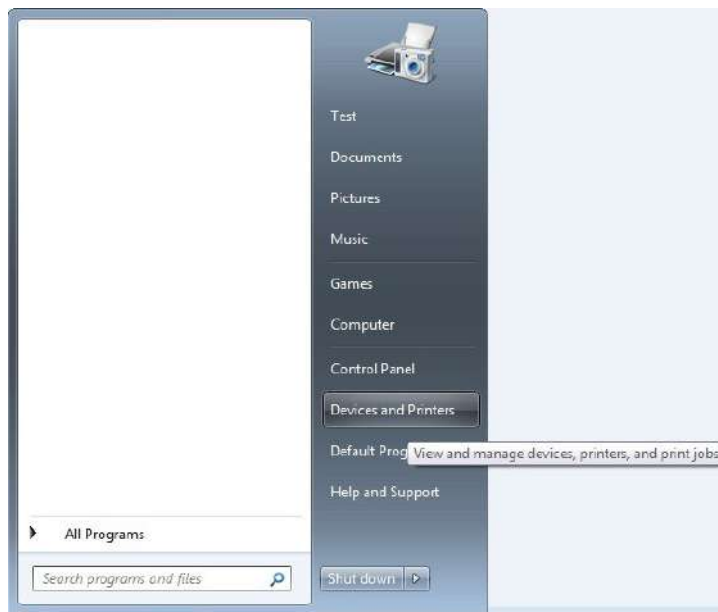 Test
Documents
Pictures
Music
Games
Computer
Control Panel
Devices and Printers
Default Prog
View and manage devices, printers, and print jobs
Help and Support
All Programs
Search programs and files
Shut down